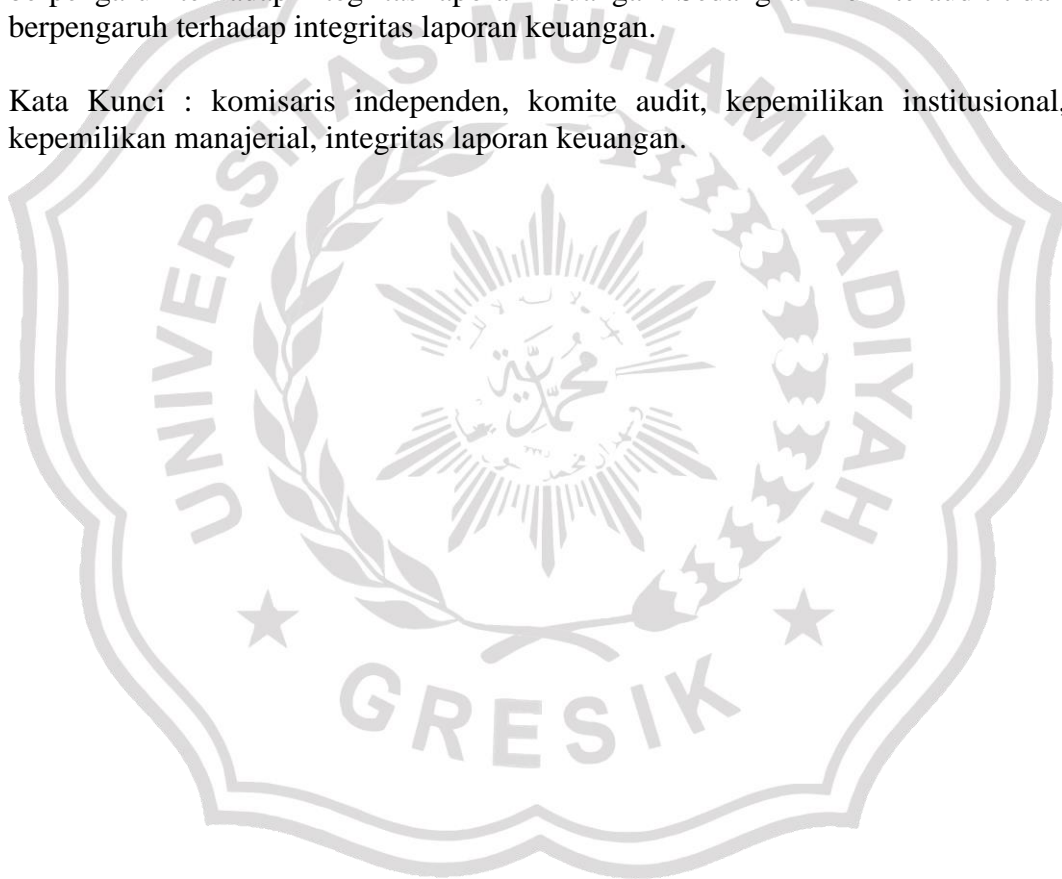 berpengaruh terhadap integritas laporan keuangan.
Kata Kunci : komisaris independen, komite audit, kepemilikan institusional,
kepemilikan manajerial, integritas laporan keuangan.
UNIVERSITAS MUHAMMADIYAH
GRESIK